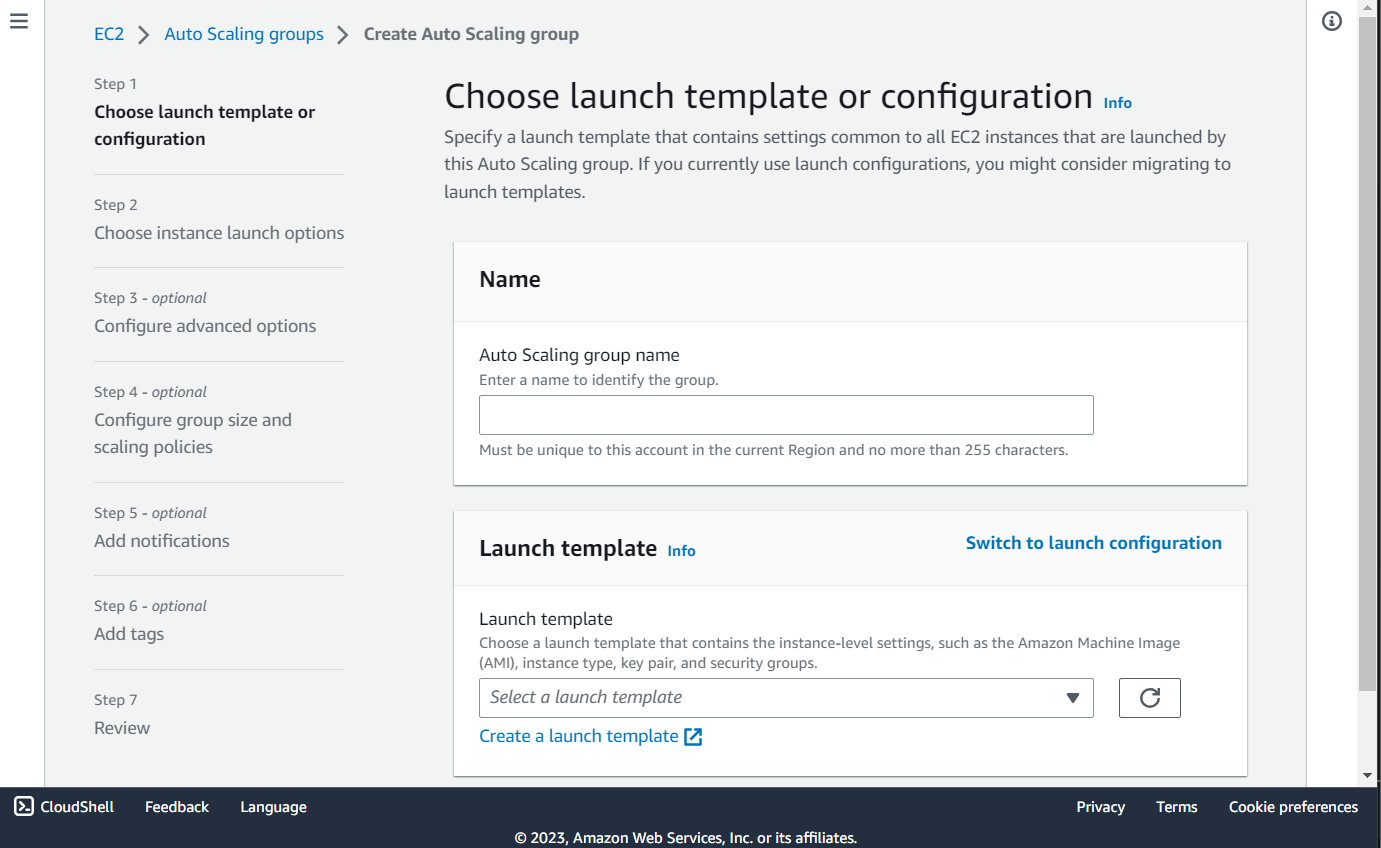 EC2 > Auto Scaling groups > Create Auto Scaling group
Step 1
Choose launch template or
configuration
Step 2
Choose instance launch options
Step 3 - optional
Configure advanced options
Step 4 - optional
Configure group size and
scaling policies
Step 5 - optional
Add notifications
Step 6 - optional
Add tags
Step 7
Review
Choose launch template or configuration Info
Specify a launch template that contains settings common to all EC2 instances that are launched by
this Auto Scaling group. If you currently use launch configurations, you might consider migrating to
launch templates.
Name
Auto Scaling group name
Enter a name to identify the group.
Must be unique to this account in the current Region and no more than 255 characters.
Launch template Info
Switch to launch configuration
Launch template
Choose a launch template that contains the instance-level settings, such as the Amazon Machine Image
(AMI), instance type, key pair, and security groups.
Select a launch template
Create a launch template
CloudShell Feedback Language Privacy Terms Cookie preferences
© 2023, Amazon Web Services, Inc. or its affiliates.